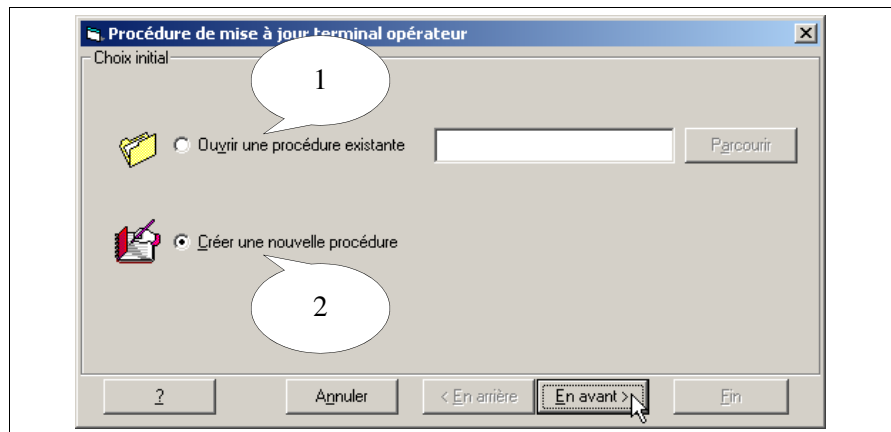 Procédure de mise à jour terminal opérateur
Choix initial
1
Ouvrir une procédure existante
Parcourir
Créer une nouvelle procédure
2
?
Annuler
< En arrière
En avant >
Fin